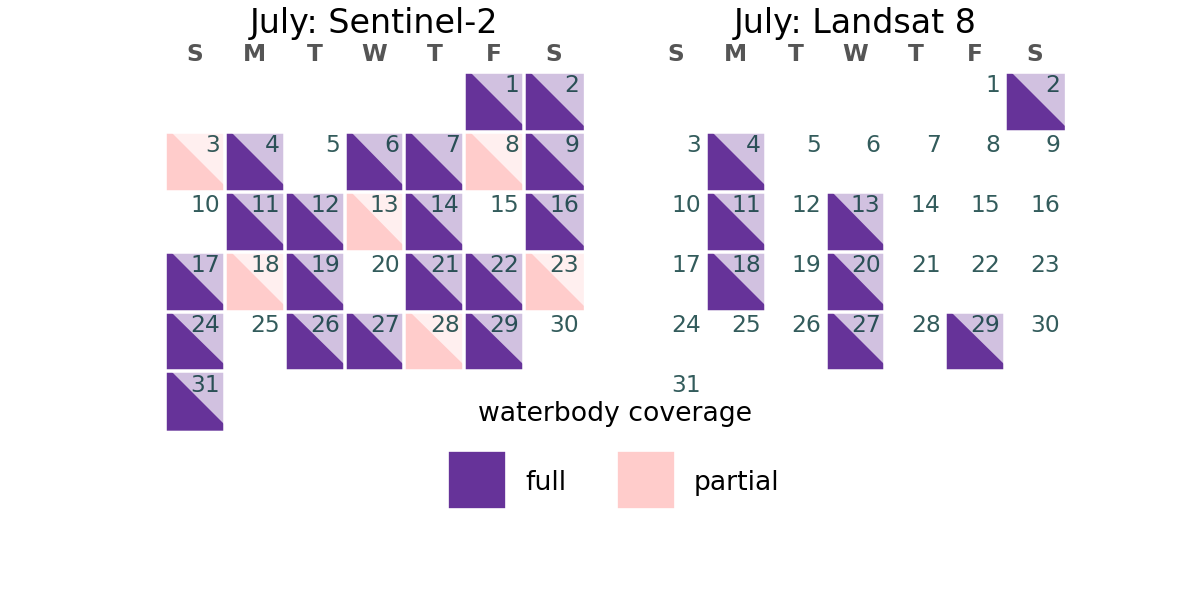 July: Sentinel-2
S M T W T F S
1 2
3 4 5 6 7 8 9
10 11 12 13 14 15 16
17 18 19 20 21 22 23
24 25 26 27 28 29 30
31
July: Landsat 8
S M T W T F S
1 2
3 4 5 6 7 8 9
10 11 12 13 14 15 16
17 18 19 20 21 22 23
24 25 26 27 28 29 30
31
waterbody coverage
full
partial